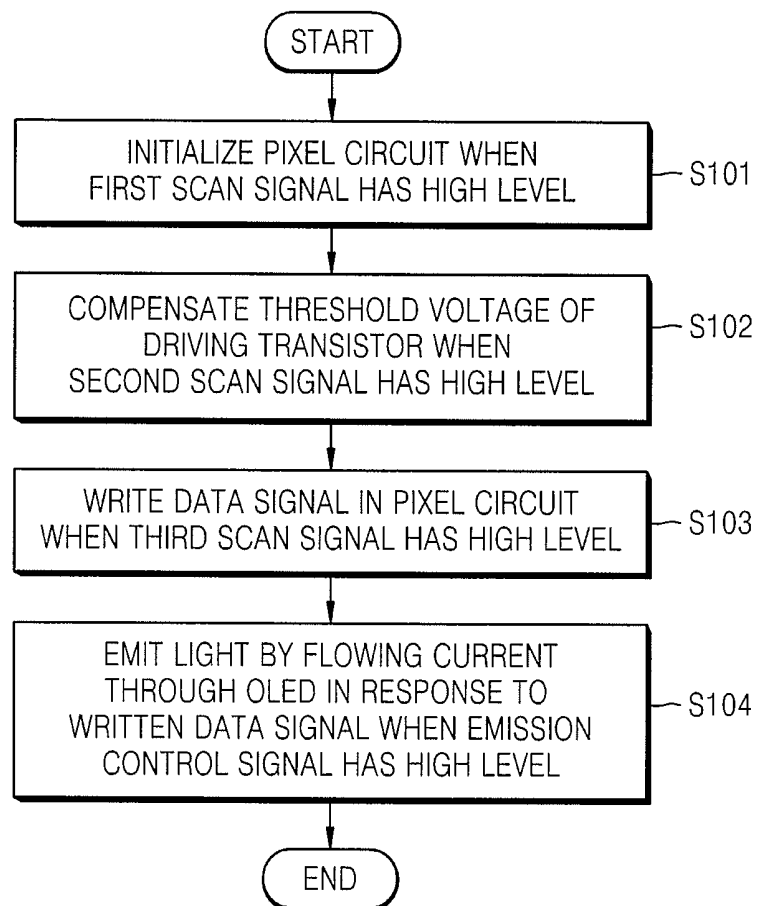 START
INITIALIZE PIXEL CIRCUIT WHEN
FIRST SCAN SIGNAL HAS HIGH LEVEL
S101
COMPENSATE THRESHOLD VOLTAGE OF
DRIVING TRANSISTOR WHEN
SECOND SCAN SIGNAL HAS HIGH LEVEL
S102
WRITE DATA SIGNAL IN PIXEL CIRCUIT
WHEN THIRD SCAN SIGNAL HAS HIGH LEVEL
S103
EMIT LIGHT BY FLOWING CURRENT
THROUGH OLED IN RESPONSE TO
WRITTEN DATA SIGNAL WHEN EMISSION
CONTROL SIGNAL HAS HIGH LEVEL
S104
END